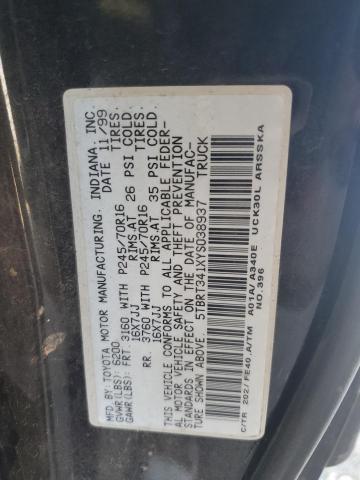 MFD.BY:TOYOTA MOTOR MANUFACTURING, INDIANA, INC.
GVWR(LBS): 6200 DATE 11/99
GAWR(LBS): FRT. 3160 WITH P245/70R16 TIRES.
16X7JJ RIMS.AT 26 PSI COLD.
RR. 3760 WITH P245/70R16 TIRES.
16X7JJ RIMS.AT 35 PSI COLD.
THIS VEHICLE CONFORMS TO ALL APPLICABLE FEDER-
AL MOTOR VEHICLE SAFETY AND THEFT PREVENTION
STANDARDS IN EFFECT ON THE DATE OF MANUFAC-
TURE SHOWN ABOVE.
5TBRT341XYS038937 TRUCK
C/TR 202/FE40,A/TM A01A/A340E UCK30L ARSSKA
NO.396